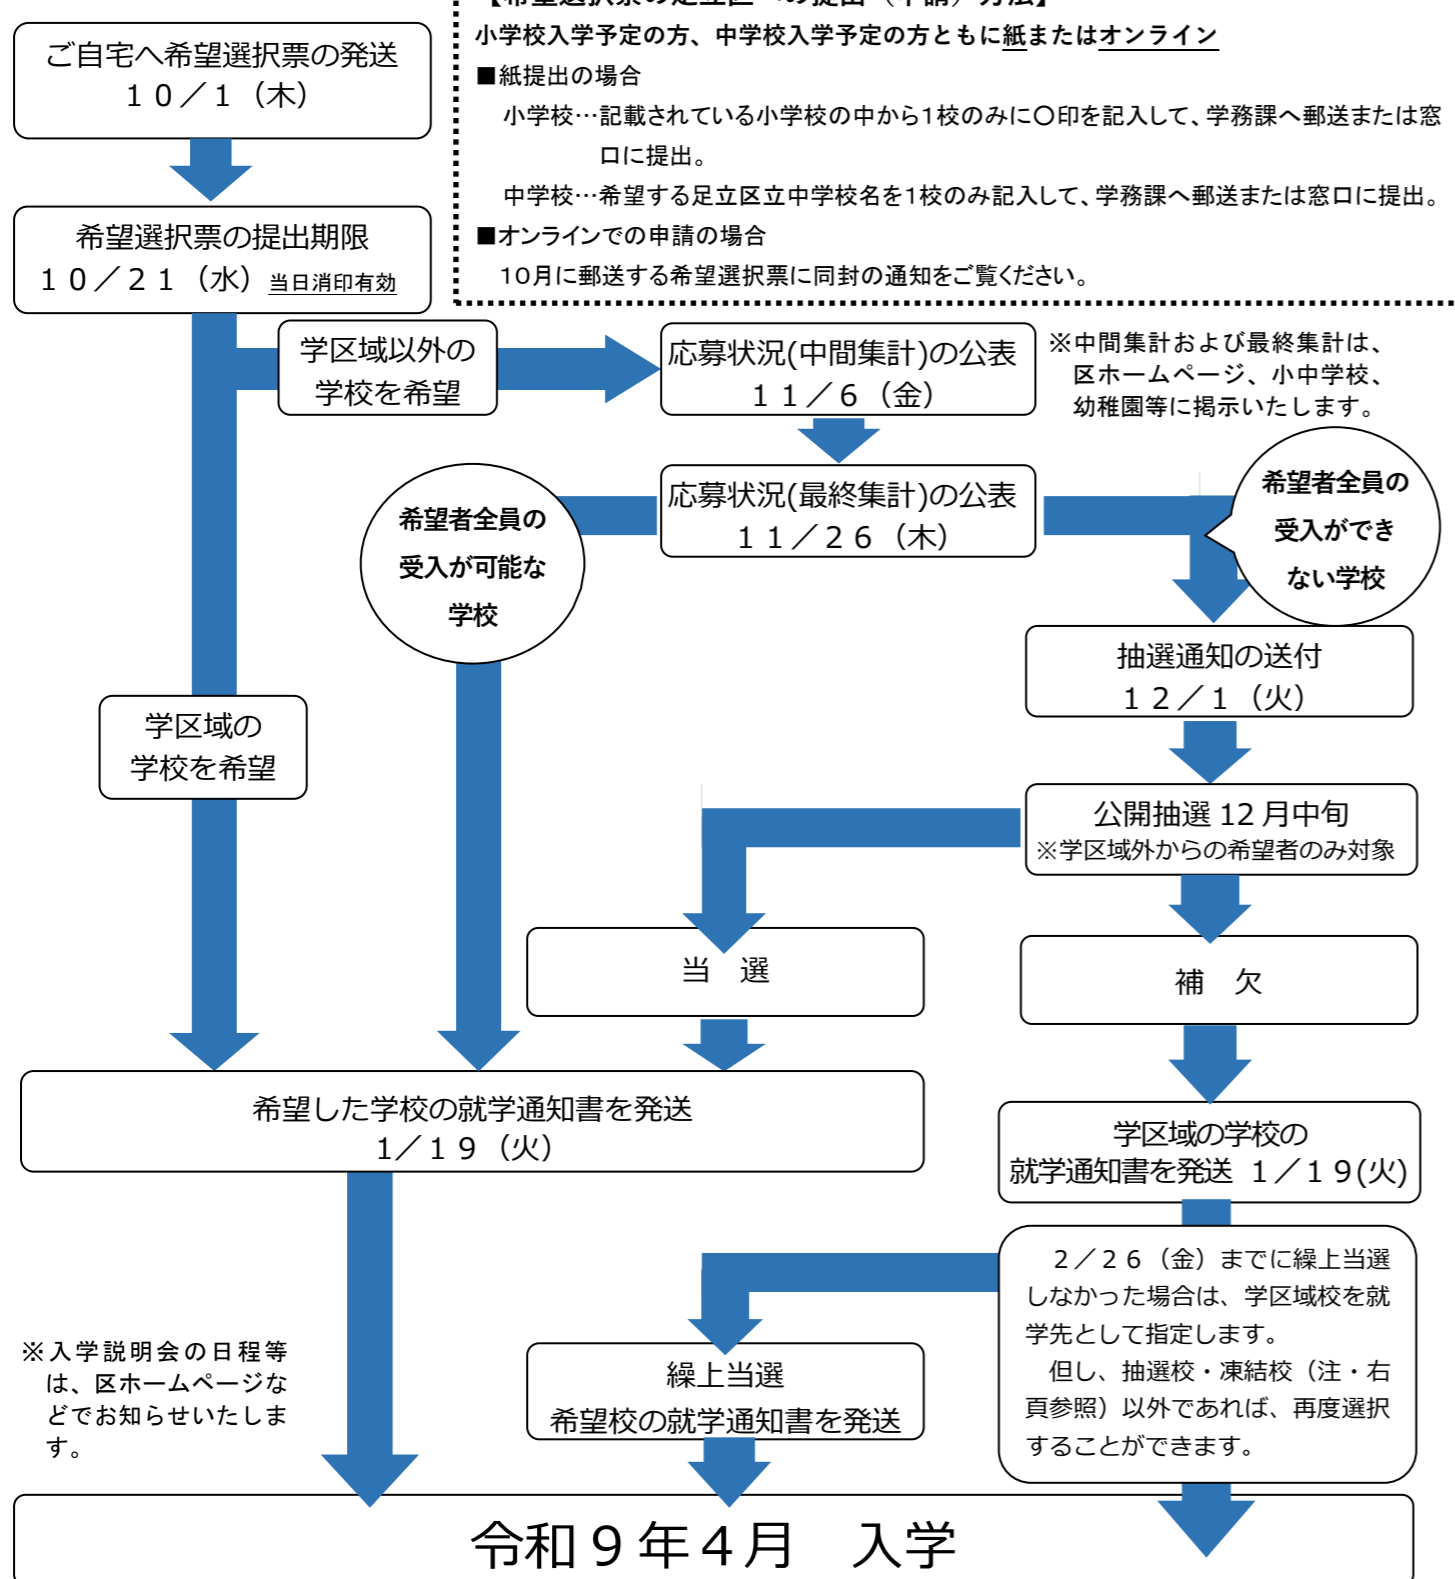 【希望選択票の足立区への提出（申請）方法】
小学校入学予定の方、中学校入学予定の方ともに紙またはオンライン
■紙提出の場合
小学校…記載されている小学校の中から1校のみに〇印を記入して、学務課へ郵送または窓
口に提出。
中学校…希望する足立区立中学校名を1校のみ記入して、学務課へ郵送または窓口に提出。
■オンラインでの申請の場合
10月に郵送する希望選択票に同封の通知をご覧ください。
ご自宅へ希望選択票の発送
１０／１（木）
希望選択票の提出期限
１０／２１（水）当日消印有効
学区域以外の
学校を希望
応募状況(中間集計)の公表
１１／６（金）
※中間集計および最終集計は、
区ホームページ、小中学校、
幼稚園等に掲示いたします。
応募状況(最終集計)の公表
１１／２６（木）
希望者全員の
受入が可能な
学校
希望者全員の
受入ができ
ない学校
抽選通知の送付
１２／１（火）
学区域の
学校を希望
公開抽選 12 月中旬
※学区域外からの希望者のみ対象
当　選
補　欠
希望した学校の就学通知書を発送
1／１９（火）
学区域の学校の
就学通知書を発送 １／１９(火)
２／２６（金）までに繰上当選
しなかった場合は、学区域校を就
学先として指定します。
但し、抽選校・凍結校（注・右
頁参照）以外であれば、再度選択
することができます。
繰上当選
希望校の就学通知書を発送
※入学説明会の日程等
は、区ホームページな
どでお知らせいたしま
す。
令和９年４月　入学